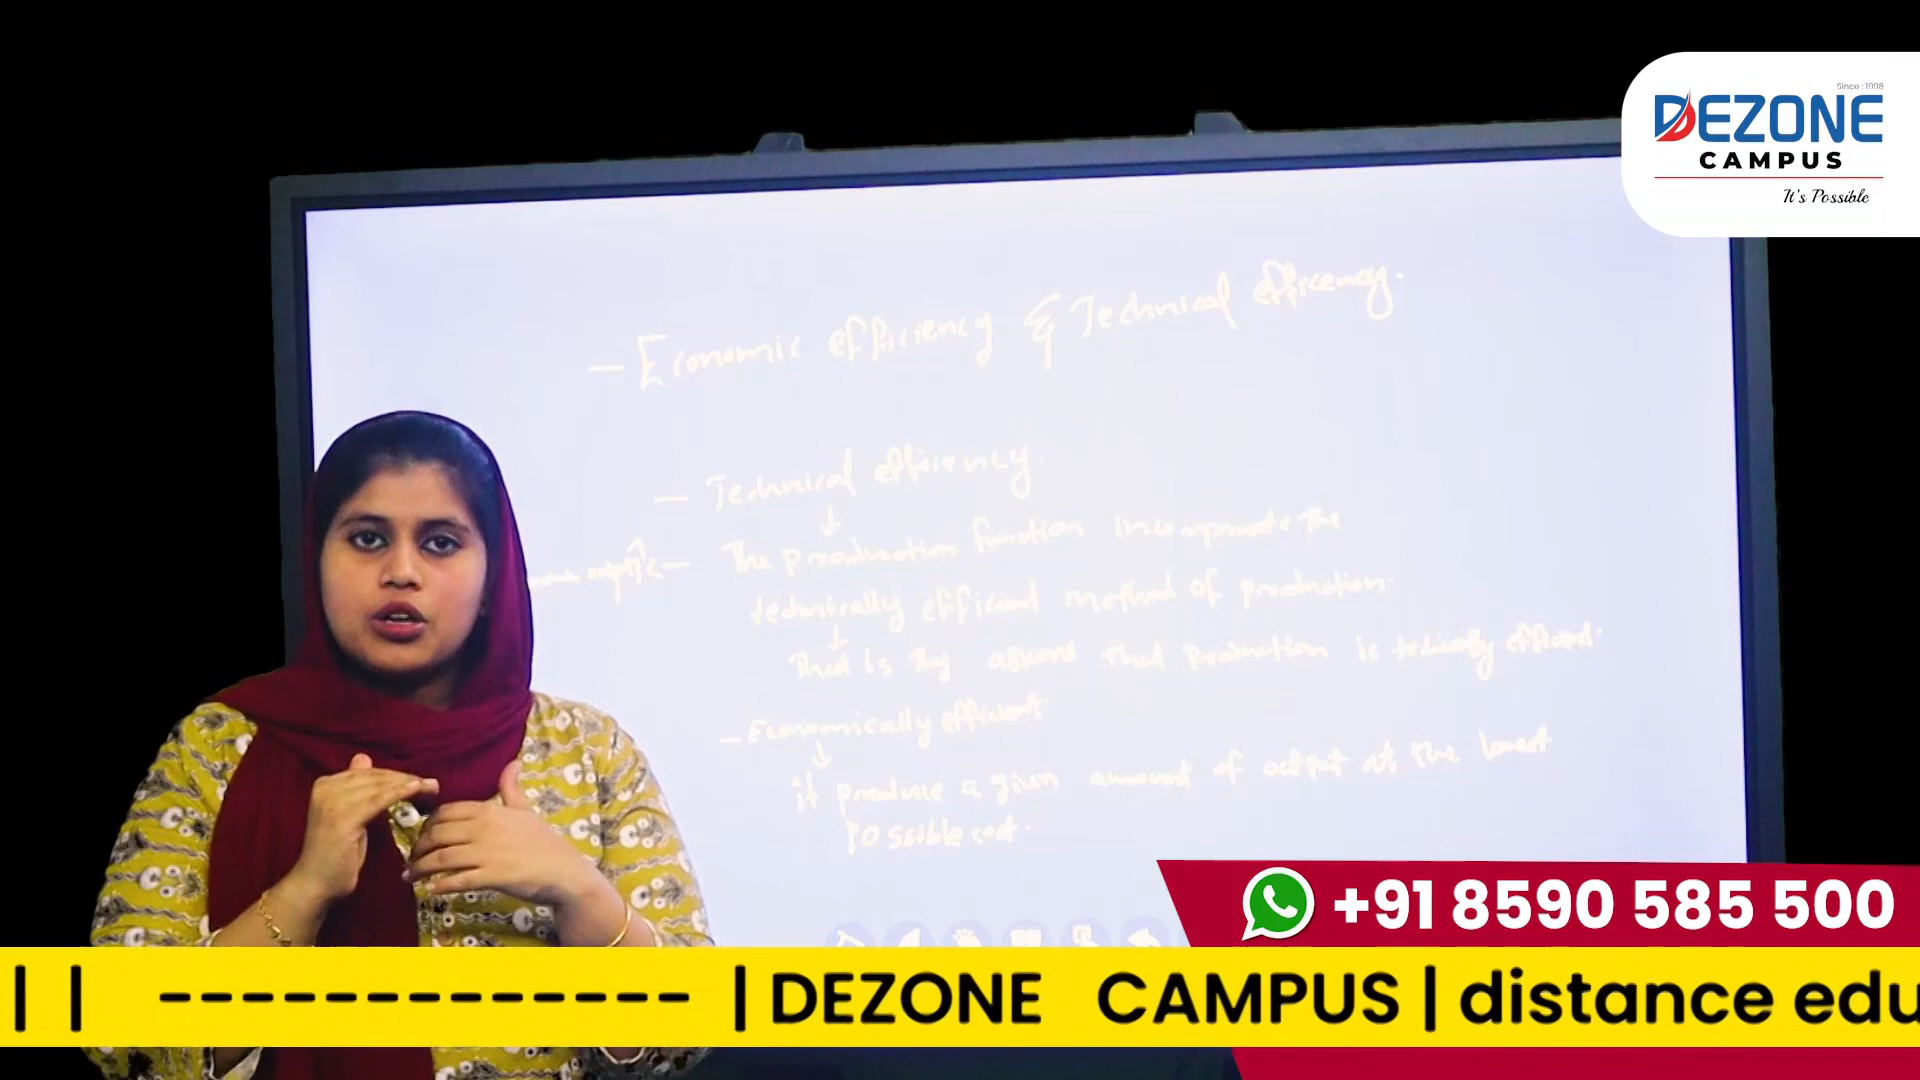 Since : 1998
DEZONE
CAMPUS
It's Possible
– Economic efficiency & Technical efficency.
– Technical efficiency.
↓
– The production function incorporate the
technically efficient method of production.
↓
that is they that production is technically efficient.
– Economically efficient.
↓
it produce a given amount of output at the lowest
possible cost.
+91 8590 585 500
| | ------------- | DEZONE CAMPUS | distance edu